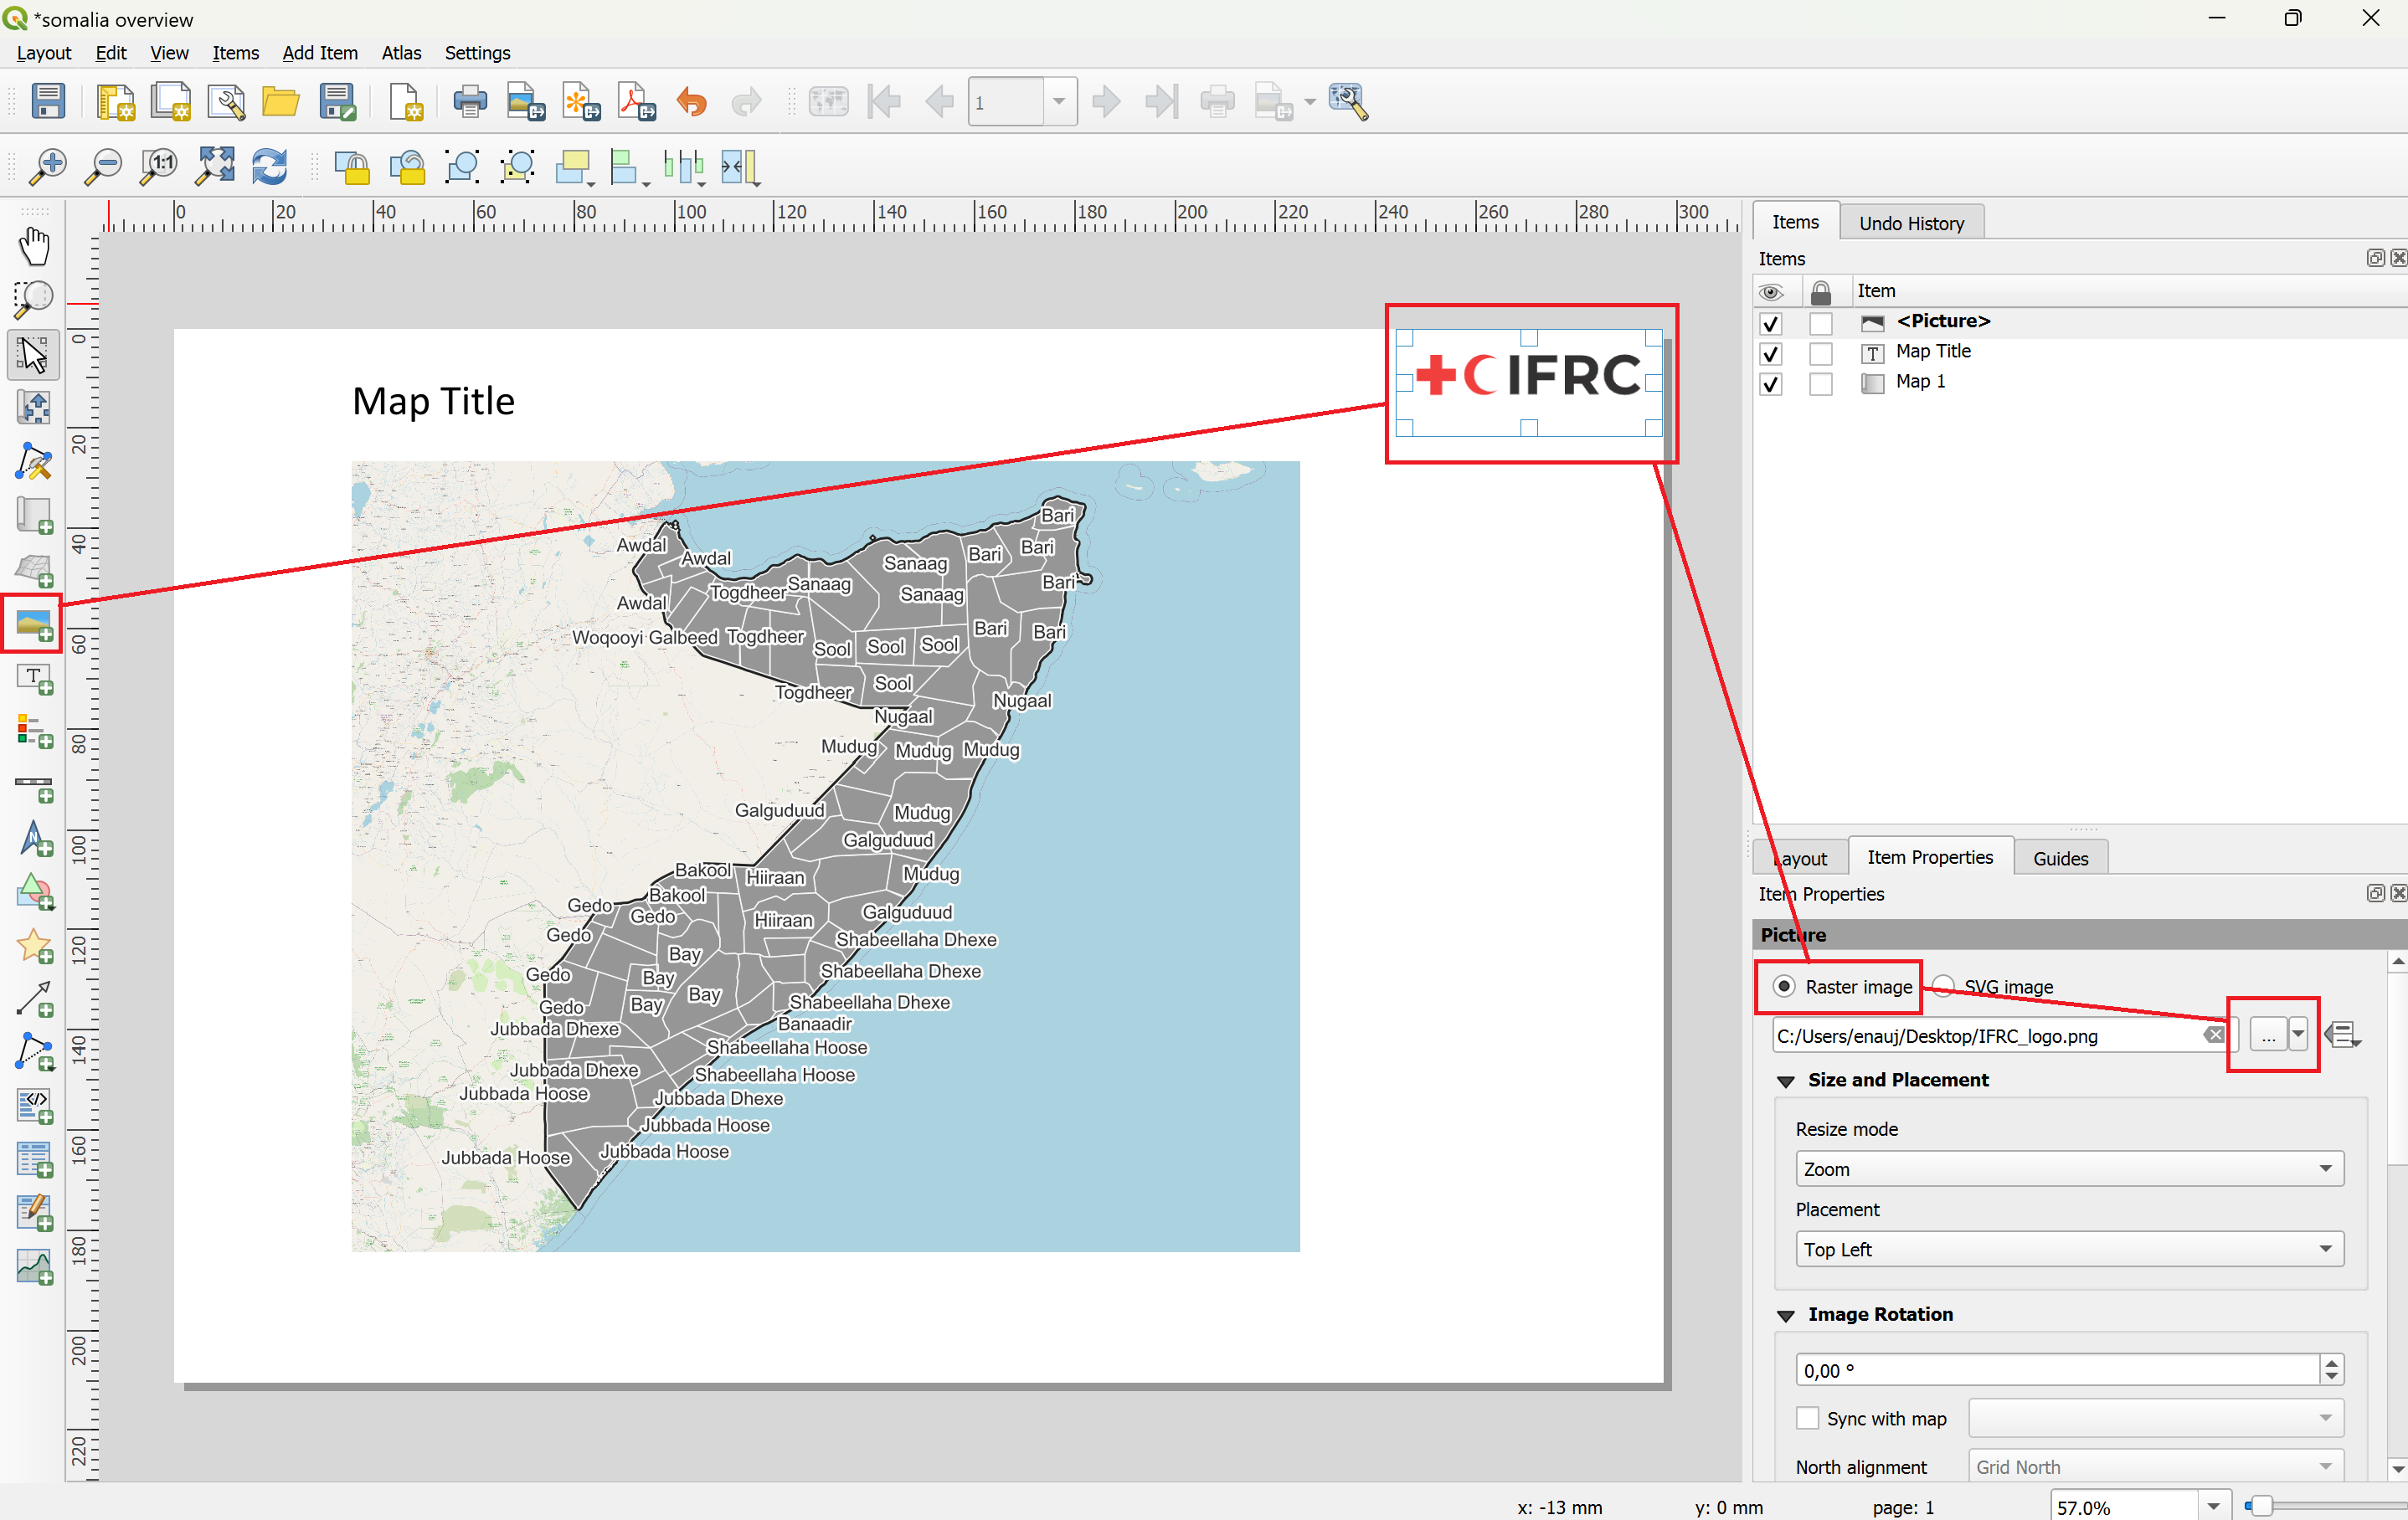 *somalia overview
Layout Edit View Items Add Item Atlas Settings
1
1:1
0 20 40 60 80 100 120 140 160 180 200 220 240 260 280 300
0
20
40
60
80
100
120
140
160
180
200
220
Map Title
IFRC
Bari
Awdal
Awdal
Sanaag
Bari
Bari
Bari
Togdheer
Sanaag
Sanaag
Awdal
Woqooyi Galbeed
Togdheer
Sool
Sool
Sool
Bari
Bari
Togdheer
Sool
Nugaal
Nugaal
Mudug
Mudug
Mudug
Galguduud
Mudug
Galguduud
Bakool
Hiiraan
Mudug
Bakool
Gedo
Gedo
Hiiraan
Galguduud
Gedo
Shabeellaha Dhexe
Bay
Gedo
Bay
Shabeellaha Dhexe
Gedo
Bay
Bay
Shabeellaha Dhexe
Jubbada Dhexe
Banaadir
Shabeellaha Hoose
Jubbada Dhexe
Shabeellaha Hoose
Jubbada Hoose
Jubbada Dhexe
Jubbada Hoose
Jubbada Hoose
Jubbada Hoose
Items Undo History
Items
Item
<Picture>
T Map Title
Map 1
Layout Item Properties Guides
Item Properties
Picture
Raster image SVG image
C:/Users/enauj/Desktop/IFRC_logo.png ...
Size and Placement
Resize mode
Zoom
Placement
Top Left
Image Rotation
0,00 °
Sync with map
North alignment Grid North
x: -13 mm y: 0 mm page: 1 57.0%